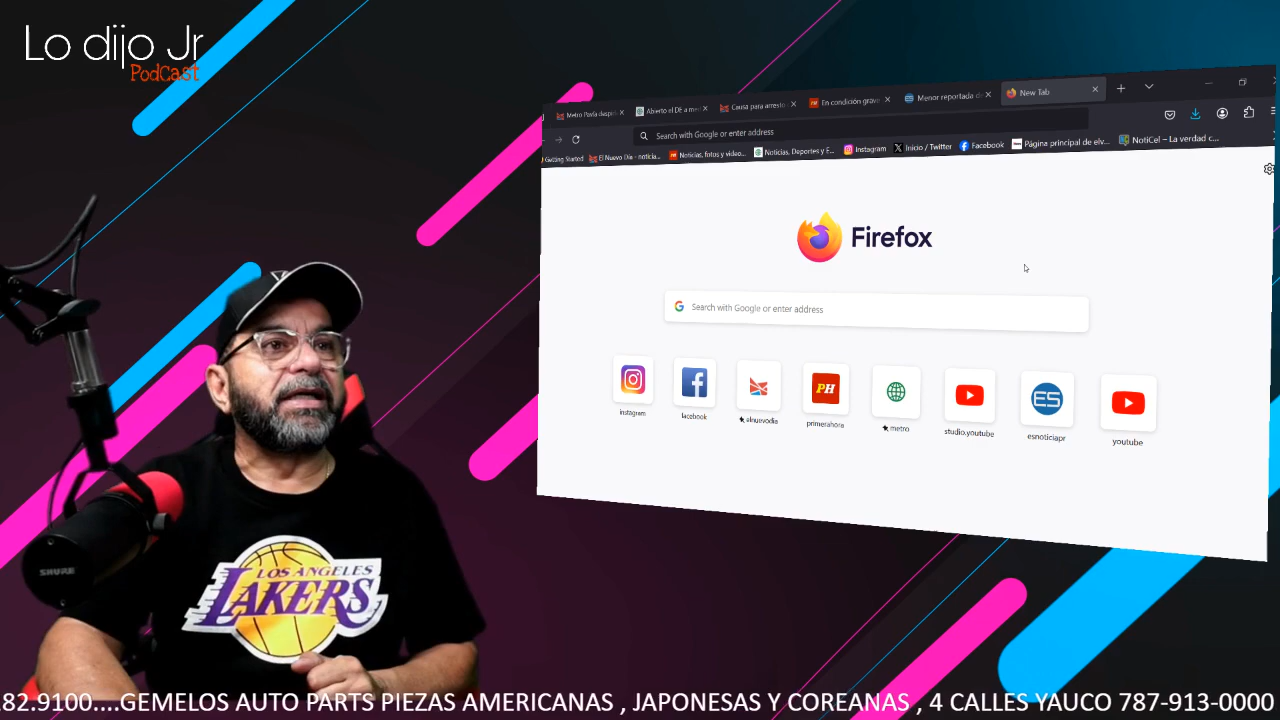 Lo dijo Jr
PodCast
Metro Pavía despi
Abierto el DE a me
Causa para arresto
En condición grave
Menor reportada d
New Tab
Search with Google or enter address
Getting Started
El Nuevo Día - noticia...
Noticias, fotos y video...
Noticias, Deportes y E...
Instagram
Inicio / Twitter
Facebook
Página principal de elv...
NotiCel – La verdad c...
Firefox
Search with Google or enter address
PH
ES
instagram
facebook
elnuevodia
primerahora
metro
studio.youtube
esnoticiapr
youtube
SHURE
LOS ANGELES
LAKERS
82.9100....GEMELOS AUTO PARTS PIEZAS AMERICANAS , JAPONESAS Y COREANAS , 4 CALLES YAUCO 787-913-0000